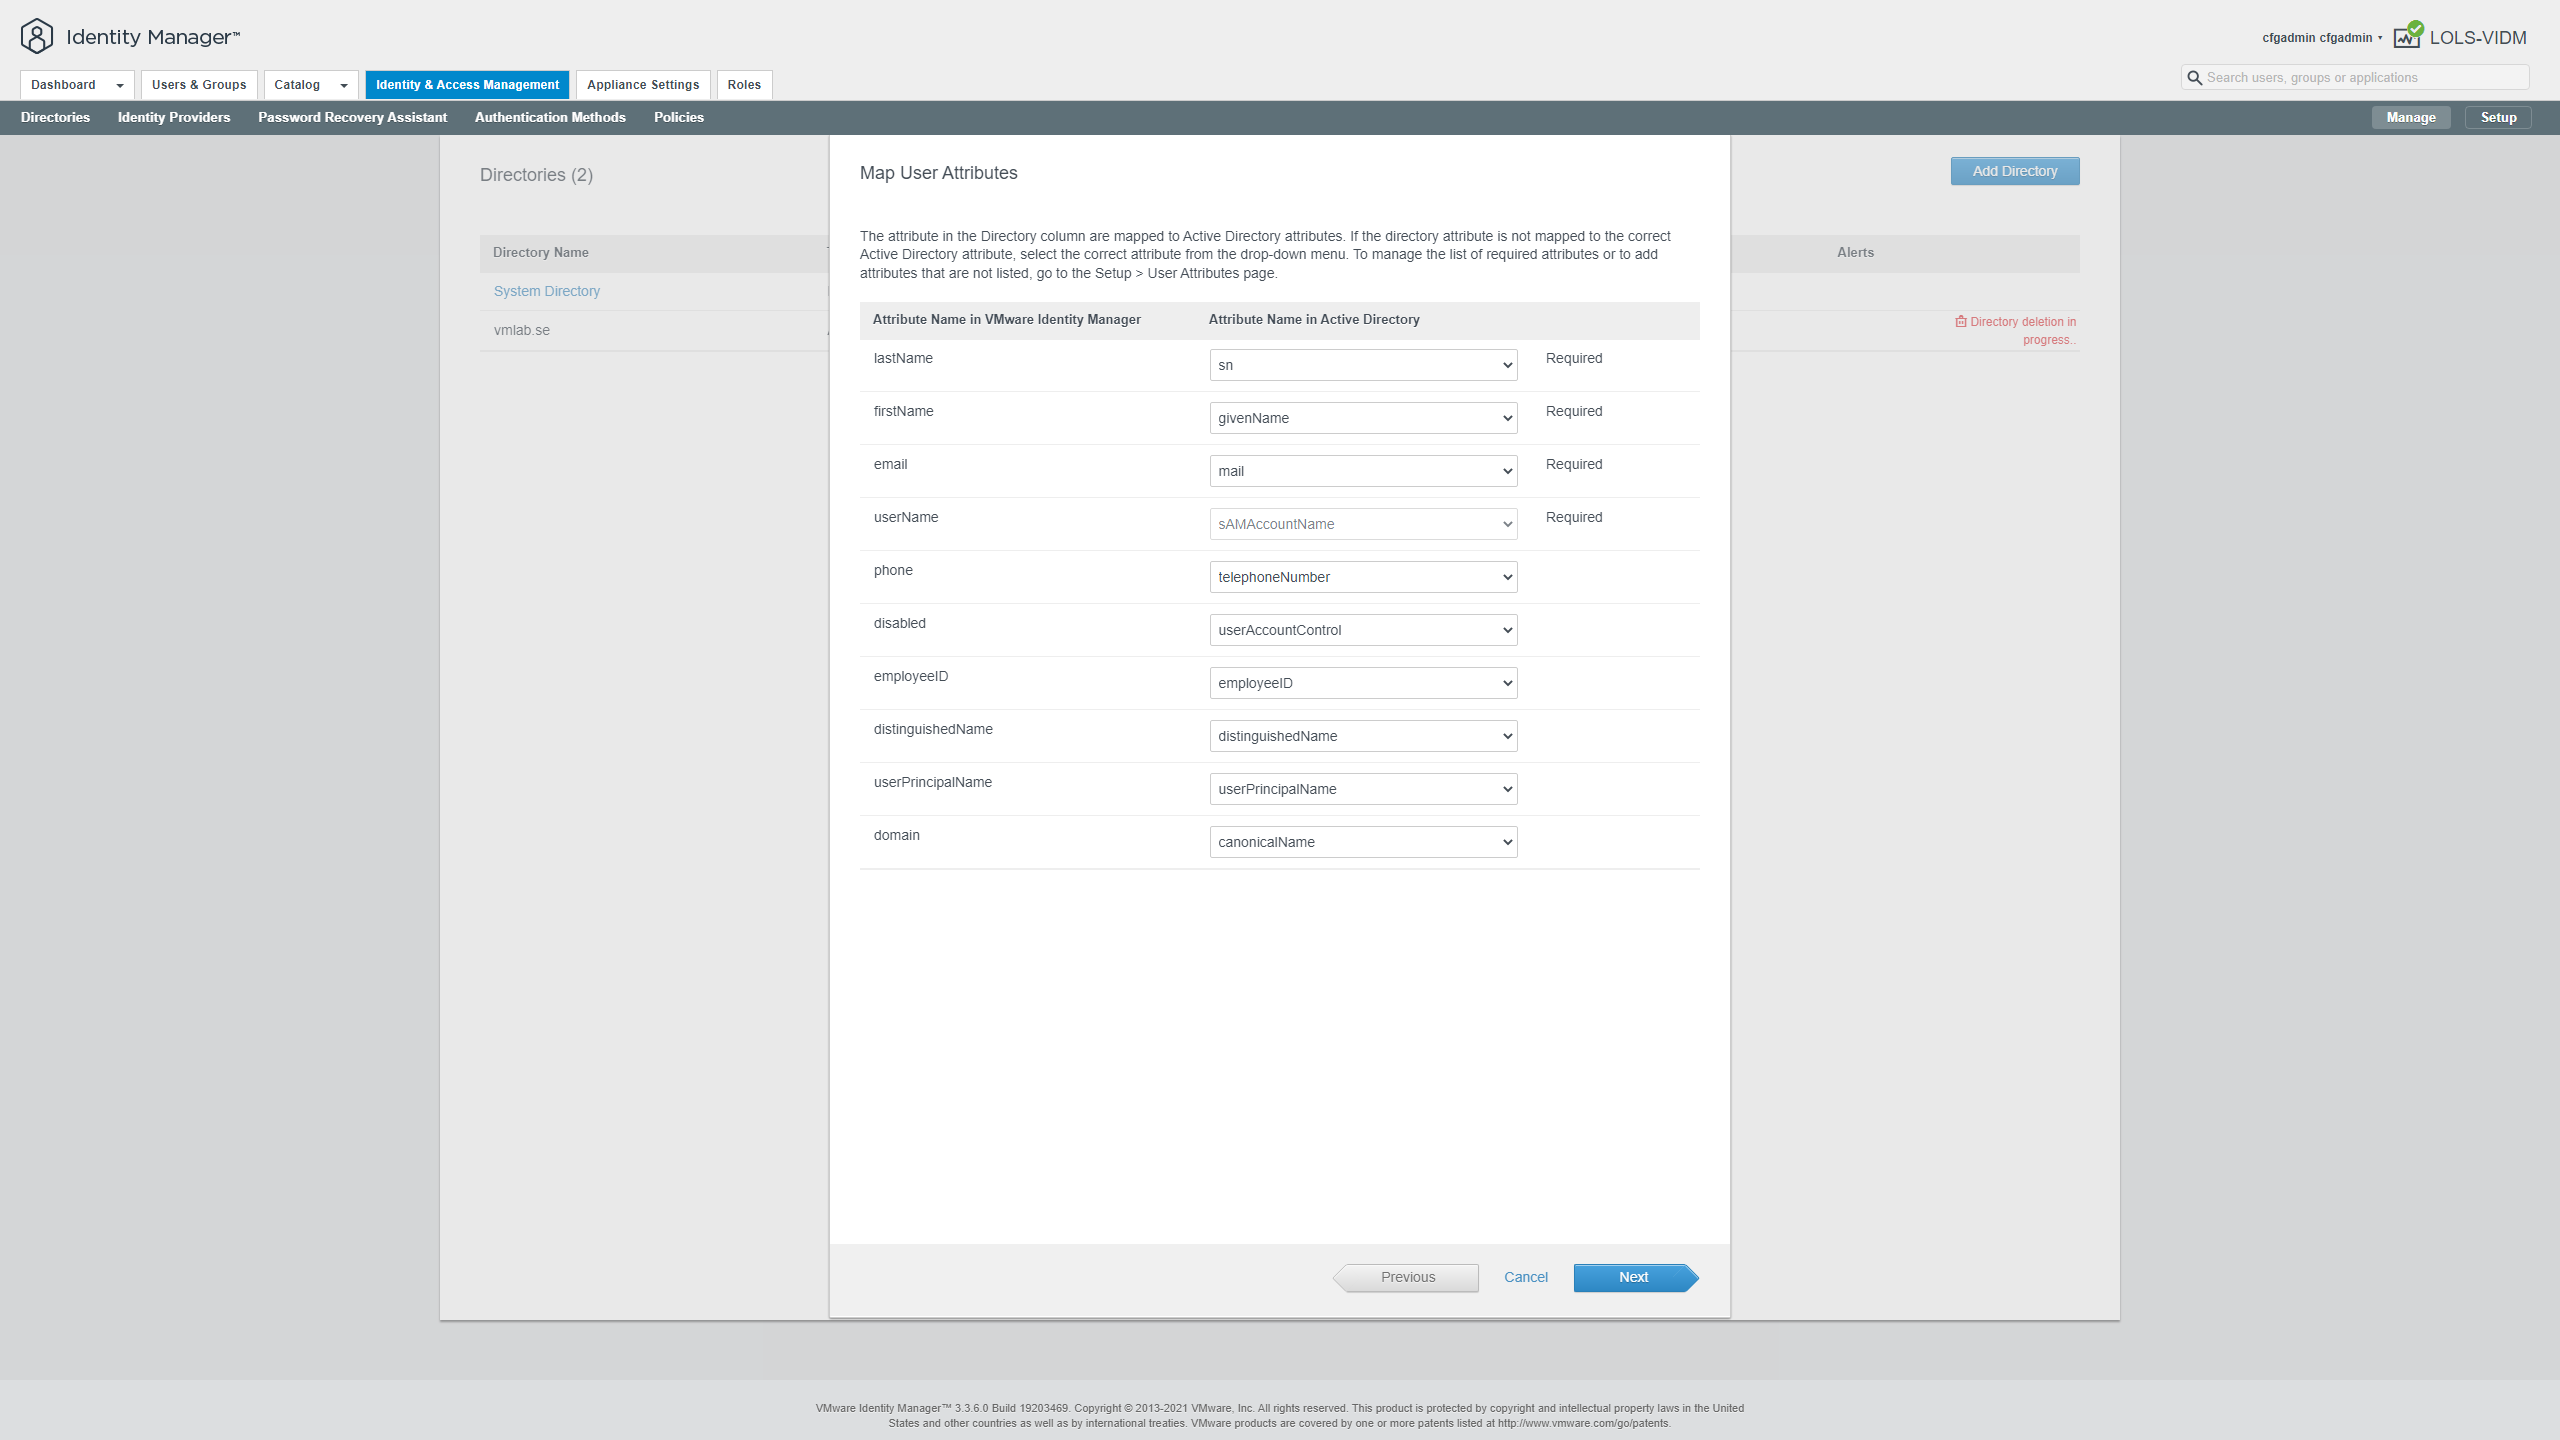 Identity Manager™
cfgadmin cfgadmin
LOLS-VIDM
Dashboard
Users & Groups
Catalog
Identity & Access Management
Appliance Settings
Roles
Search users, groups or applications
Directories
Identity Providers
Password Recovery Assistant
Authentication Methods
Policies
Manage
Setup
Directories (2)
Add Directory
Directory Name
Alerts
System Directory
vmlab.se
Directory deletion in
progress..
Map User Attributes
The attribute in the Directory column are mapped to Active Directory attributes. If the directory attribute is not mapped to the correct
Active Directory attribute, select the correct attribute from the drop-down menu. To manage the list of required attributes or to add
attributes that are not listed, go to the Setup > User Attributes page.
Attribute Name in VMware Identity Manager
Attribute Name in Active Directory
lastName
sn
Required
firstName
givenName
Required
email
mail
Required
userName
sAMAccountName
Required
phone
telephoneNumber
disabled
userAccountControl
employeeID
employeeID
distinguishedName
distinguishedName
userPrincipalName
userPrincipalName
domain
canonicalName
Previous
Cancel
Next
VMware Identity Manager™ 3.3.6.0 Build 19203469. Copyright © 2013-2021 VMware, Inc. All rights reserved. This product is protected by copyright and intellectual property laws in the United
States and other countries as well as by international treaties. VMware products are covered by one or more patents listed at http://www.vmware.com/go/patents.